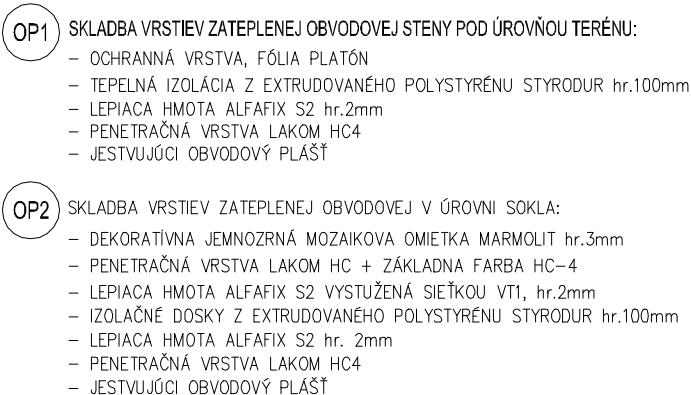 OP1 SKLADBA VRSTIEV ZATEPLENEJ OBVODOVEJ STENY POD ÚROVŇOU TERÉNU:
– OCHRANNÁ VRSTVA, FÓLIA PLATÓN
– TEPELNÁ IZOLÁCIA Z EXTRUDOVANÉHO POLYSTYRÉNU STYRODUR hr.100mm
– LEPIACA HMOTA ALFAFIX S2 hr.2mm
– PENETRAČNÁ VRSTVA LAKOM HC4
– JESTVUJÚCI OBVODOVÝ PLÁŠŤ
OP2 SKLADBA VRSTIEV ZATEPLENEJ OBVODOVEJ V ÚROVNI SOKLA:
– DEKORATÍVNA JEMNOZRNÁ MOZAIKOVA OMIETKA MARMOLIT hr.3mm
– PENETRAČNÁ VRSTVA LAKOM HC + ZÁKLADNA FARBA HC–4
– LEPIACA HMOTA ALFAFIX S2 VYSTUŽENÁ SIEŤKOU VT1, hr.2mm
– IZOLAČNÉ DOSKY Z EXTRUDOVANÉHO POLYSTYRÉNU STYRODUR hr.100mm
– LEPIACA HMOTA ALFAFIX S2 hr. 2mm
– PENETRAČNÁ VRSTVA LAKOM HC4
– JESTVUJÚCI OBVODOVÝ PLÁŠŤ